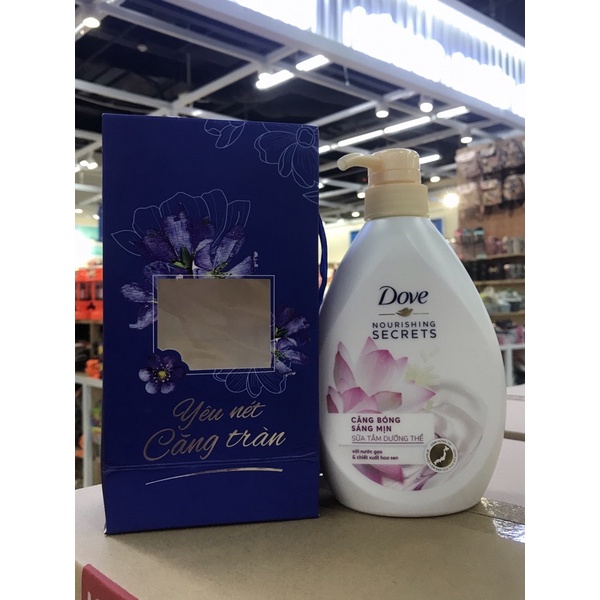 Yêu nét
Căng tràn
Dove
NOURISHING
SECRETS
CĂNG BÓNG
SÁNG MỊN
SỮA TẮM DƯỠNG THỂ
với nước gạo
& chiết xuất hoa sen